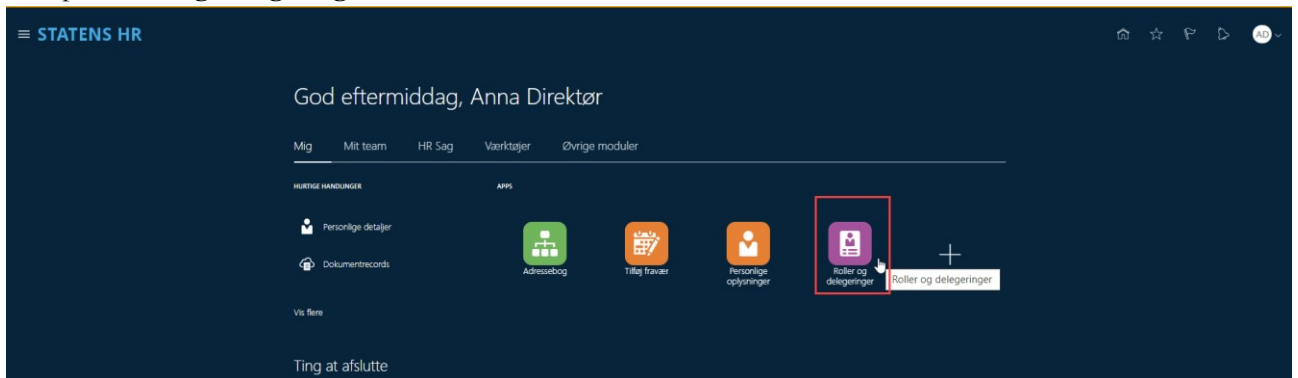 STATENS HR
AD
God eftermiddag, Anna Direktør
Mig Mit team HR Sag Værktøjer Øvrige moduler
HURTIGE HANDLINGER
APPS
Personlige detaljer
Dokumentrecords
Vis flere
Adressebog
Tilføj fravær
Personlige
oplysninger
Roller og
delegeringer
Roller og delegeringer
Ting at afslutte